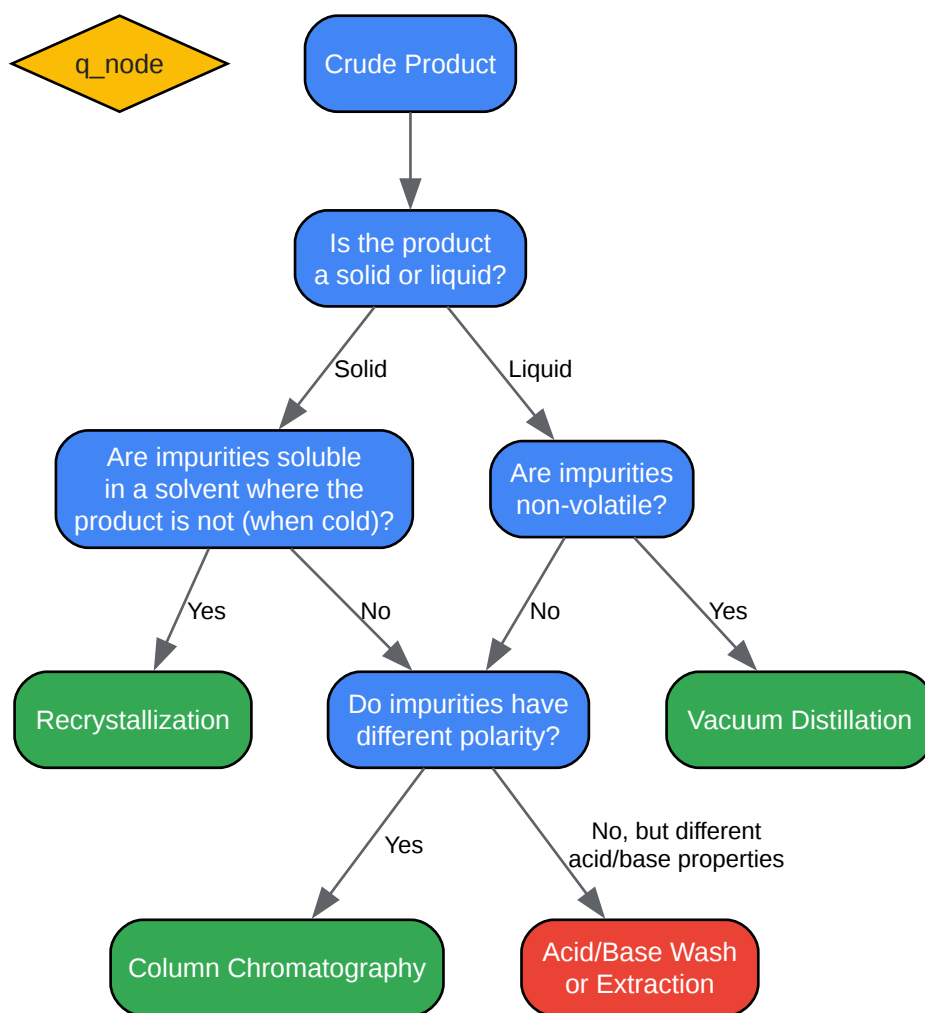 q_node
Crude Product
Is the product
a solid or liquid?
Solid
Liquid
Are impurities soluble
in a solvent where the
product is not (when cold)?
Are impurities
non-volatile?
Yes
No
No
Yes
Recrystallization
Do impurities have
different polarity?
Vacuum Distillation
Yes
No, but different
acid/base properties
Column Chromatography
Acid/Base Wash
or Extraction